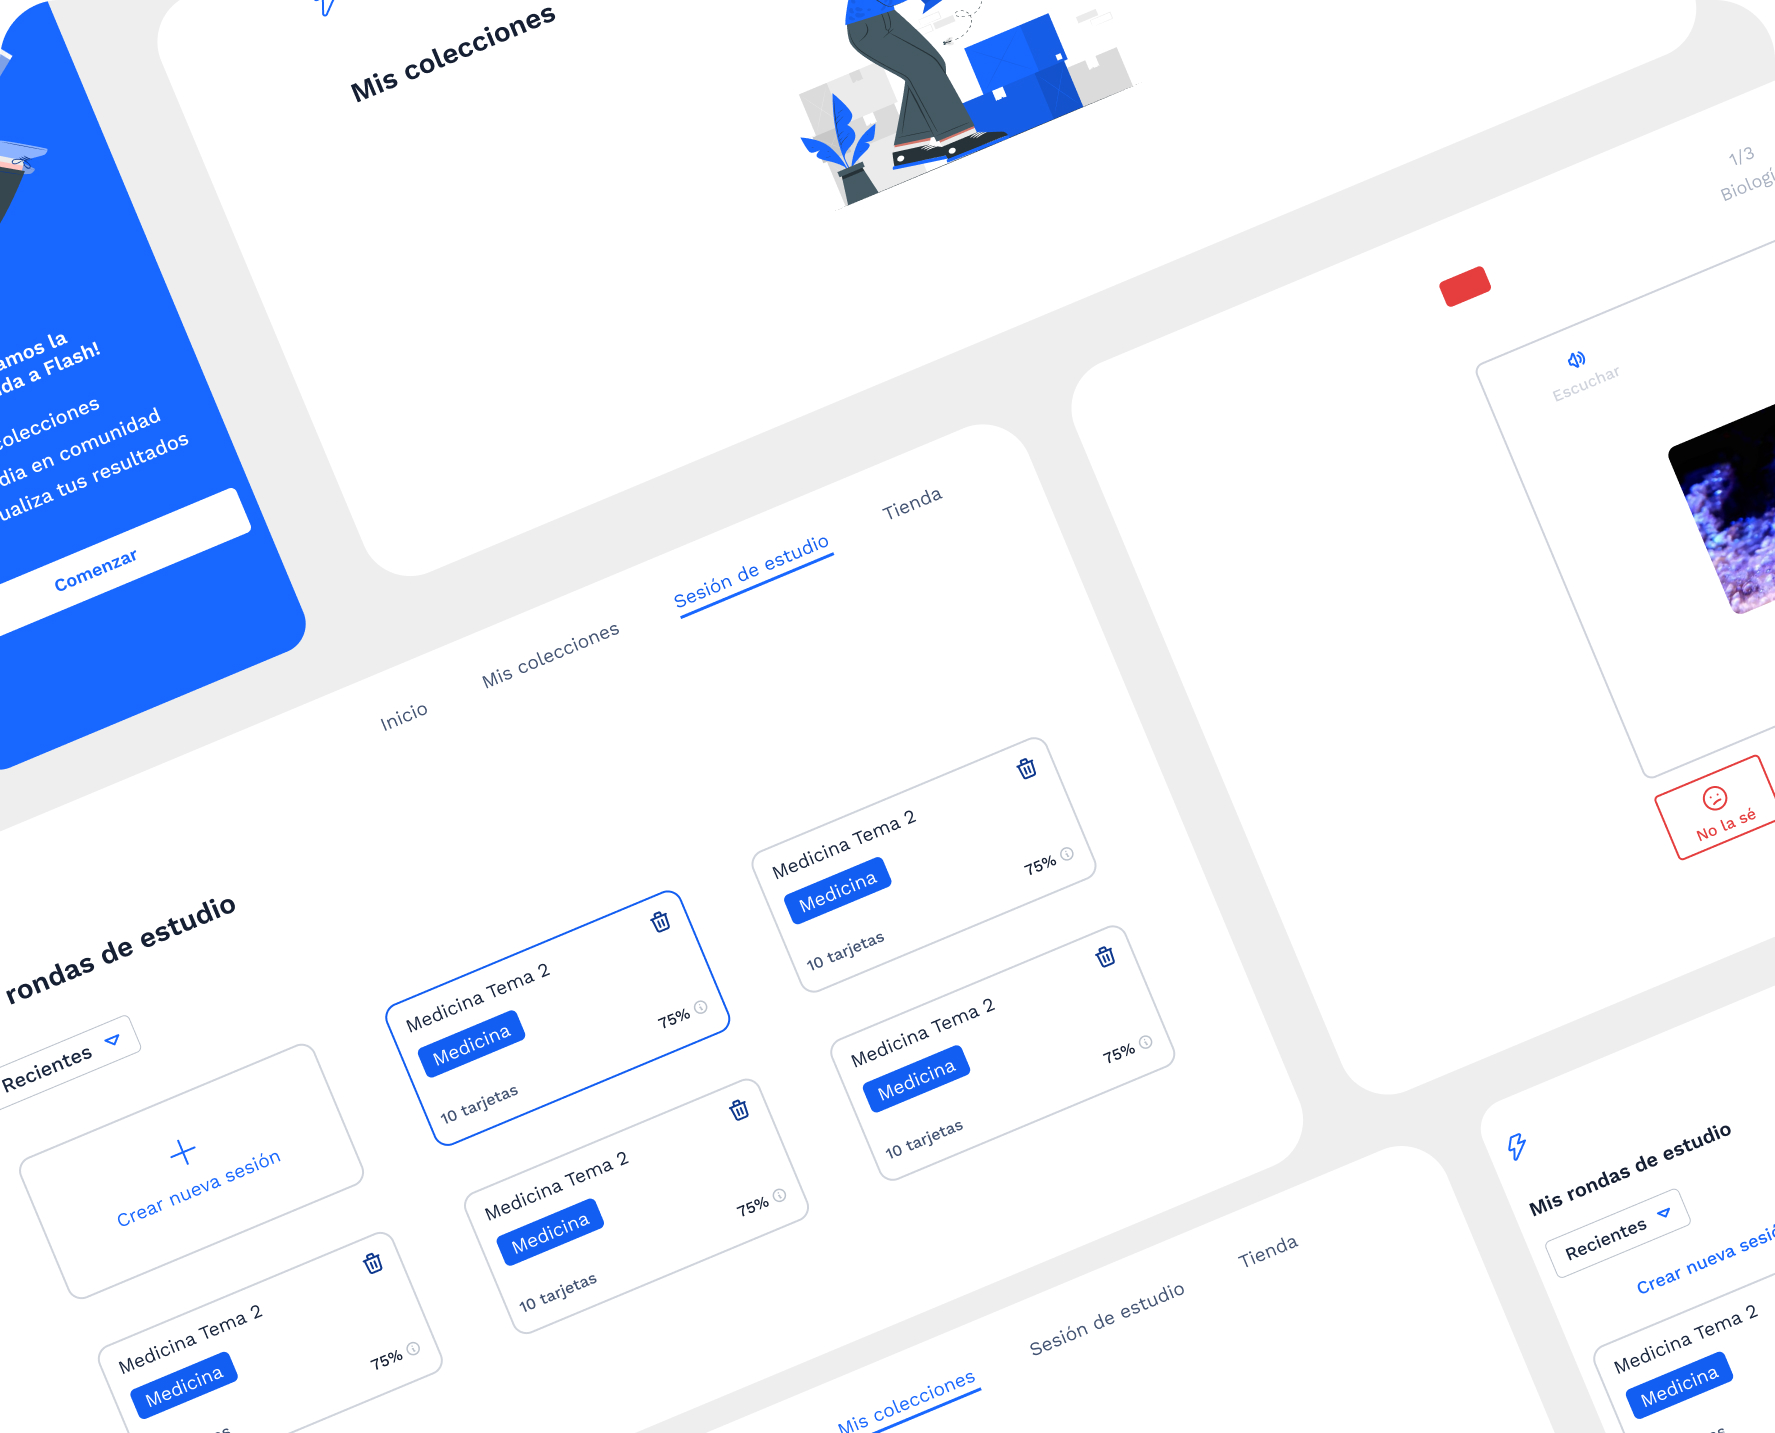 Mis colecciones
amos la
da a Flash!
colecciones
dia en comunidad
ualiza tus resultados
Comenzar
Inicio
Mis colecciones
Sesión de estudio
Tienda
rondas de estudio
Recientes
Crear nueva sesión
Medicina Tema 2
Medicina
75%
10 tarjetas
Medicina Tema 2
Medicina
75%
10 tarjetas
Medicina Tema 2
Medicina
75%
Medicina Tema 2
Medicina
75%
10 tarjetas
Medicina Tema 2
Medicina
75%
10 tarjetas
1/3
Biologí
Escuchar
No la sé
Mis colecciones
Sesión de estudio
Tienda
Mis rondas de estudio
Recientes
Crear nueva sesió
Medicina Tema 2
Medicina